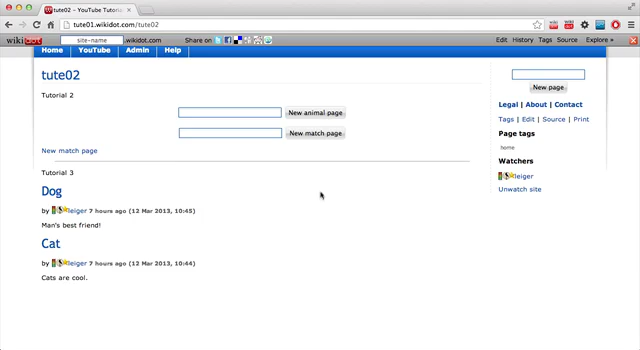 tute02 – YouTube Tutoria
tute01.wikidot.com/tute02
wikidot site-name .wikidot.com Share on Edit History Tags Source Explore »
Home YouTube Admin Help
tute02
Tutorial 2
New animal page
New match page
New match page
Tutorial 3
Dog
by leiger 7 hours ago (12 Mar 2013, 10:45)
Man's best friend!
Cat
by leiger 7 hours ago (12 Mar 2013, 10:44)
Cats are cool.
New page
Legal | About | Contact
Tags | Edit | Source | Print
Page tags
home
Watchers
leiger
Unwatch site